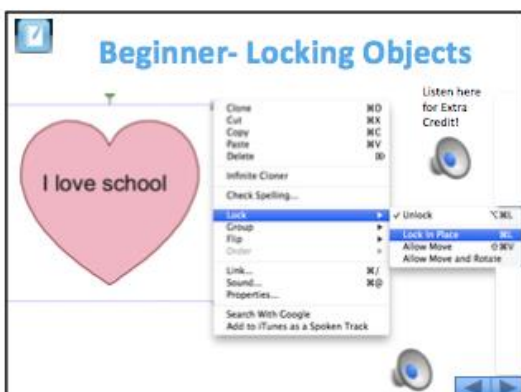 Beginner- Locking Objects
Listen here
for Extra
Credit!
I love school
Clone ⌘D
Cut ⌘X
Copy ⌘C
Paste ⌘V
Delete ⌦
Infinite Cloner
Check Spelling...
Lock
Group
Flip
Order
Link... ⌘/
Sound... ⌘@
Properties...
Search With Google
Add to iTunes as a Spoken Track
✓ Unlock ⌥⌘L
Lock In Place ⌘L
Allow Move ⇧⌘V
Allow Move and Rotate